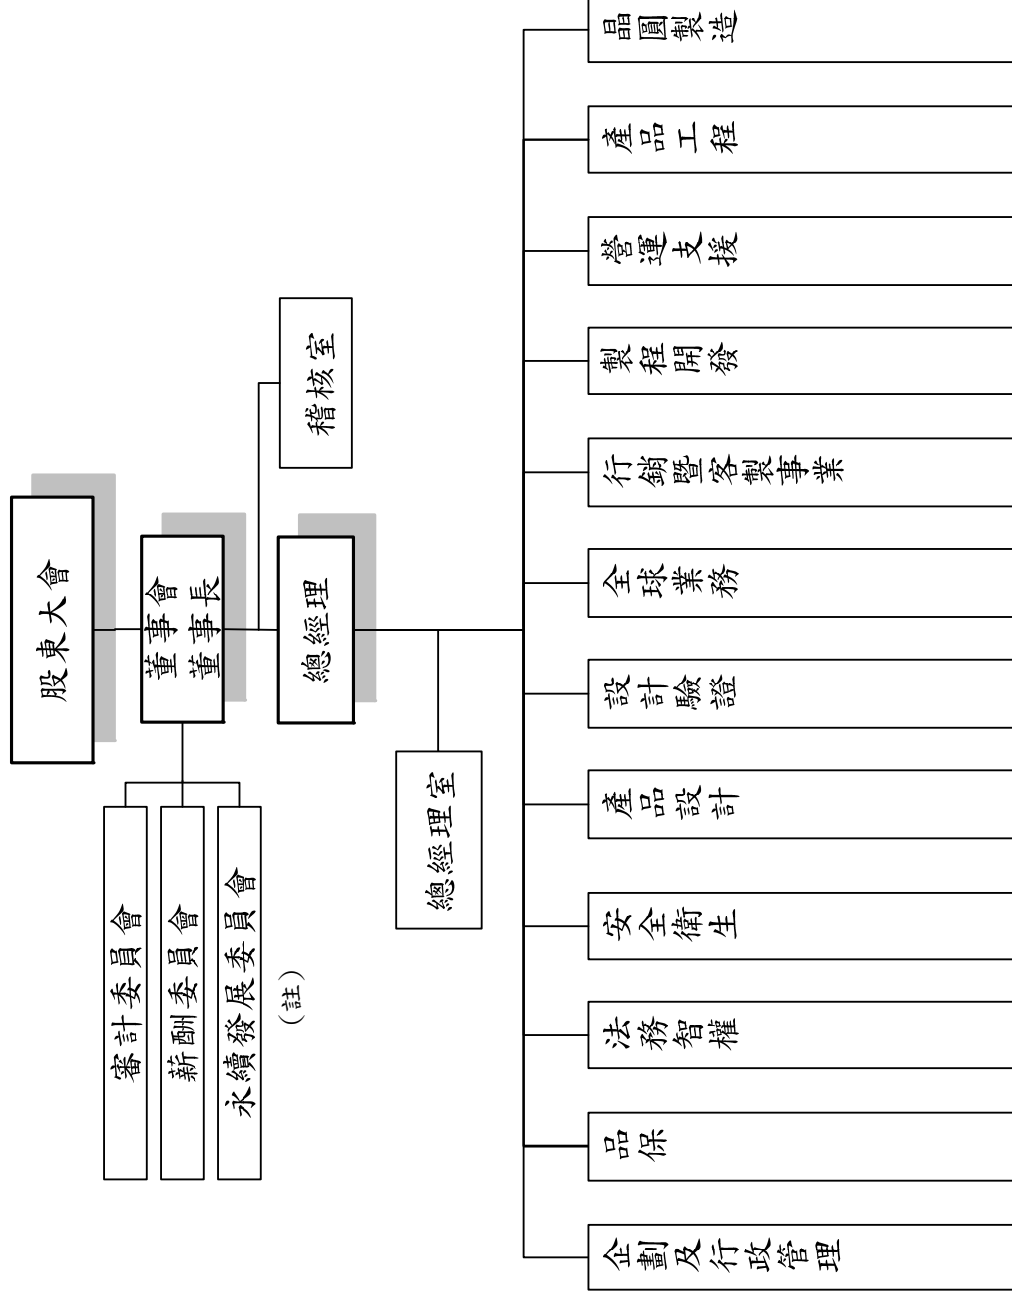 股東大會
董事會
董事長
審計委員會
薪酬委員會
永續發展委員會
(註)
稽核室
總經理
總經理室
企劃及行政管理
品保
法務智權
安全衛生
產品設計
設計驗證
全球業務
行銷暨客製事業
製程開發
營運支援
產品工程
晶圓製造